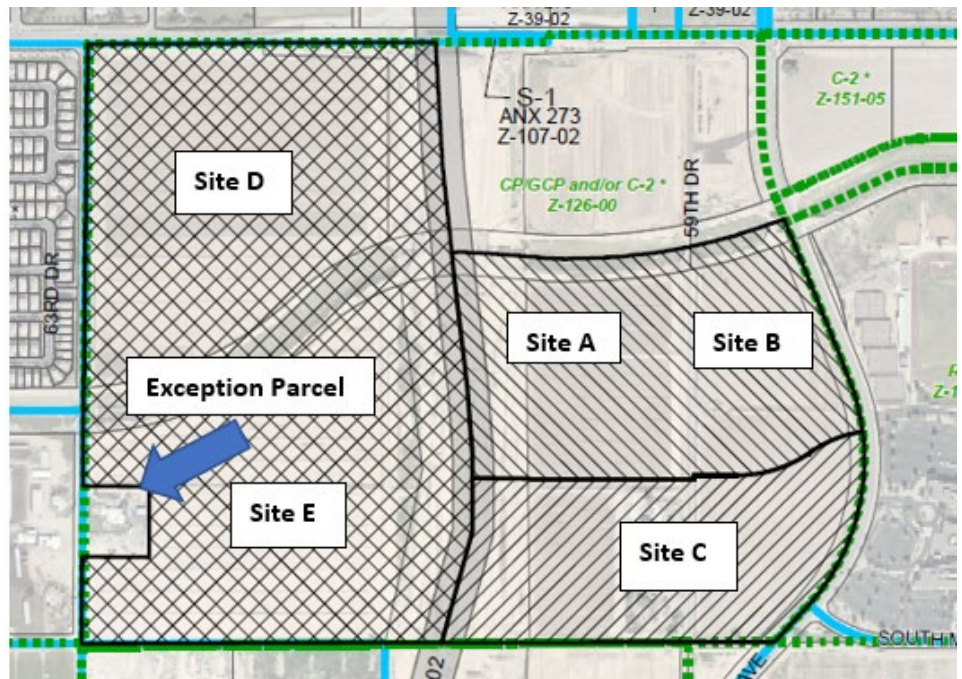 Z-39-02
Z-39-02
C-2 *
Z-151-05
S-1
ANX 273
Z-107-02
Site D
CP/GCP and/or C-2 *
Z-126-00
59TH DR
63RD DR
Site A
Site B
Exception Parcel
Site E
Site C
SOUTH M
02
AVE